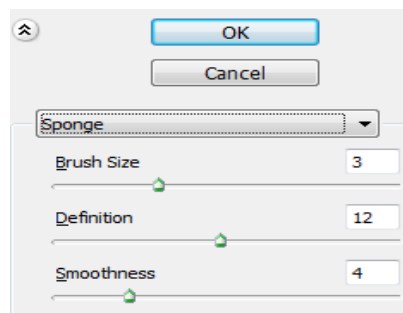 OK
Cancel
Sponge
Brush Size 3
Definition 12
Smoothness 4